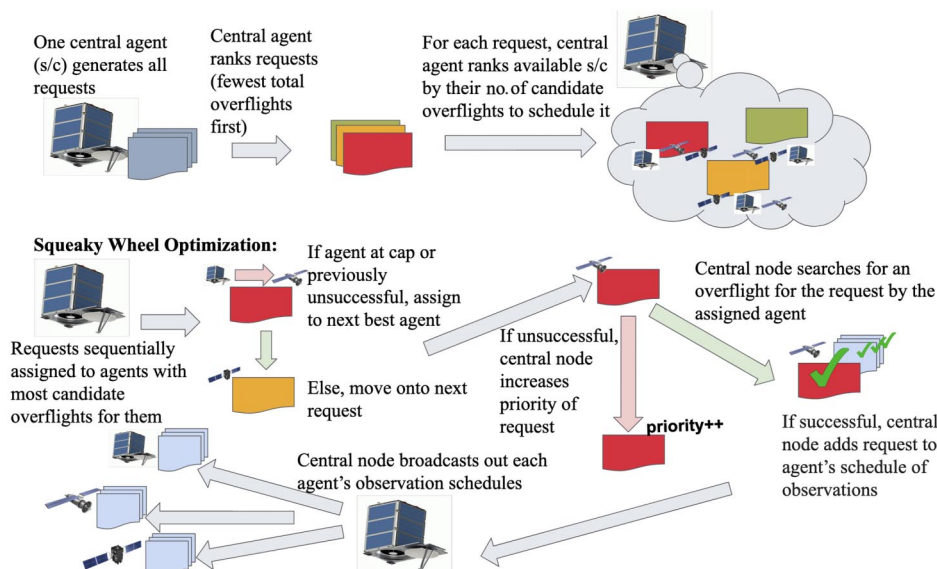 One central agent
(s/c) generates all
requests
Central agent
ranks requests
(fewest total
overflights
first)
For each request, central
agent ranks available s/c
by their no. of candidate
overflights to schedule it
Squeaky Wheel Optimization:
Requests sequentially
assigned to agents with
most candidate
overflights for them
If agent at cap or
previously
unsuccessful, assign
to next best agent
Else, move onto next
request
If unsuccessful,
central node
increases
priority of
request
priority++
Central node searches for an
overflight for the request by the
assigned agent
If successful, central
node adds request to
agent's schedule of
observations
Central node broadcasts out each
agent's observation schedules